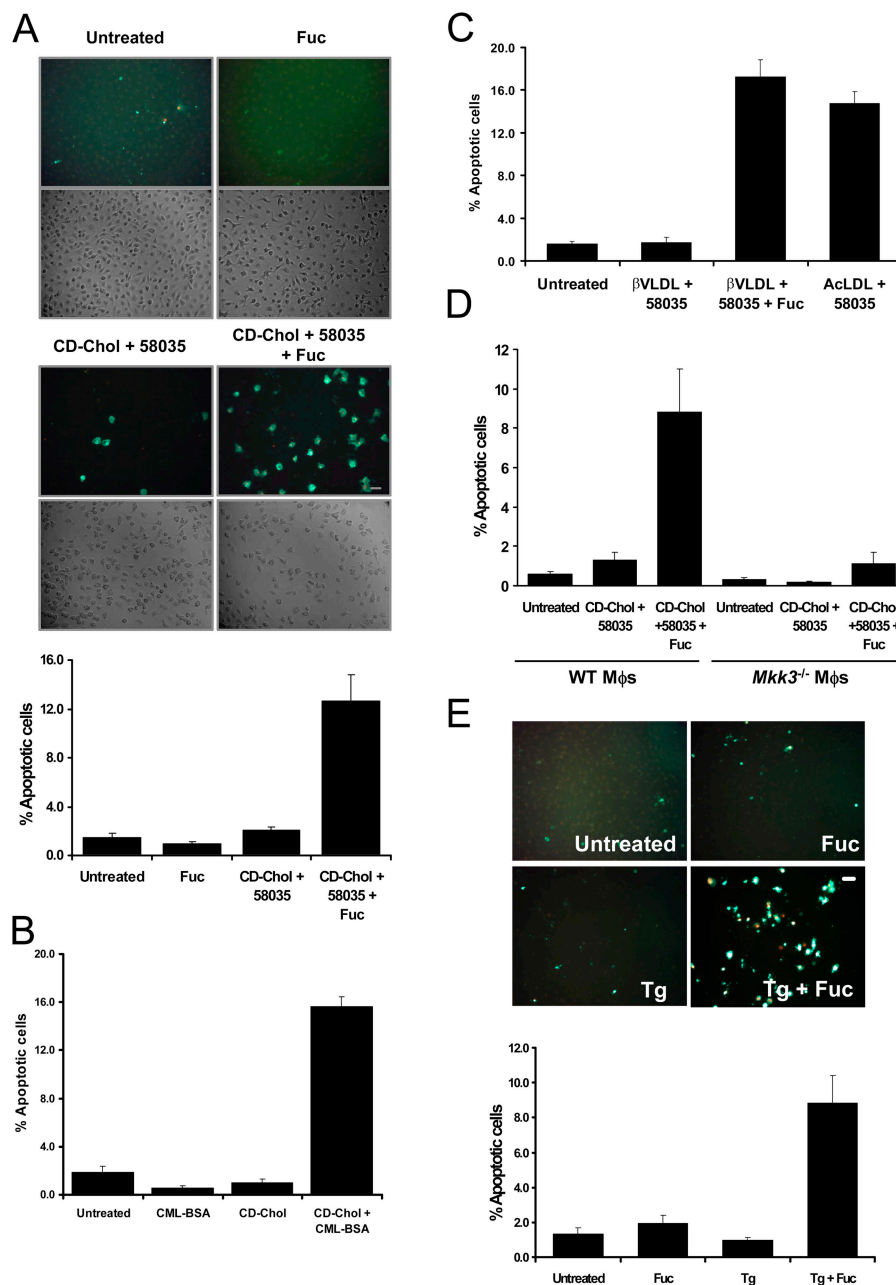 A
Untreated
Fuc
CD-Chol + 58035
CD-Chol + 58035
+ Fuc
% Apoptotic cells
16.0
12.0
8.0
4.0
0.0
Untreated
Fuc
CD-Chol +
58035
CD-Chol +
58035 +
Fuc
B
% Apoptotic cells
20.0
16.0
12.0
8.0
4.0
0.0
Untreated
CML-BSA
CD-Chol
CD-Chol +
CML-BSA
C
% Apoptotic cells
20.0
16.0
12.0
8.0
4.0
0.0
Untreated
βVLDL +
58035
βVLDL +
58035 + Fuc
AcLDL +
58035
D
% Apoptotic cells
12
10
8
6
4
2
0
Untreated
CD-Chol +
58035
CD-Chol
+58035 +
Fuc
Untreated
CD-Chol +
58035
CD-Chol
+58035 +
Fuc
WT Mϕs
Mkk3-/- Mϕs
E
Untreated
Fuc
Tg
Tg + Fuc
% Apoptotic cells
12.0
10.0
8.0
6.0
4.0
2.0
0.0
Untreated
Fuc
Tg
Tg + Fuc